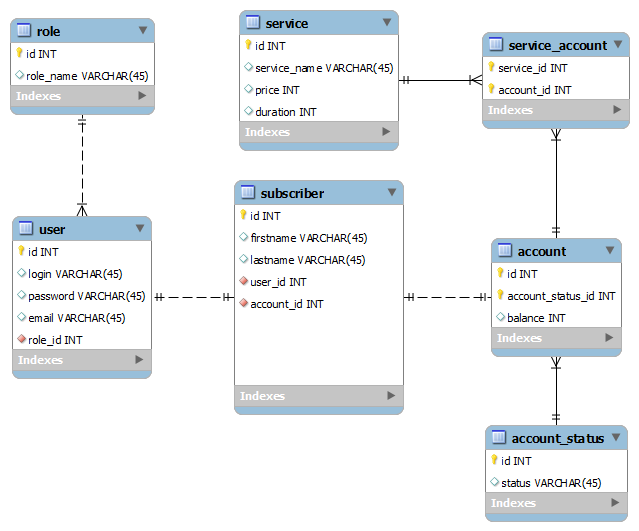 role
id INT
role_name VARCHAR(45)
Indexes
service
id INT
service_name VARCHAR(45)
price INT
duration INT
Indexes
service_account
service_id INT
account_id INT
Indexes
user
id INT
login VARCHAR(45)
password VARCHAR(45)
email VARCHAR(45)
role_id INT
Indexes
subscriber
id INT
firstname VARCHAR(45)
lastname VARCHAR(45)
user_id INT
account_id INT
Indexes
account
id INT
account_status_id INT
balance INT
Indexes
account_status
id INT
status VARCHAR(45)
Indexes